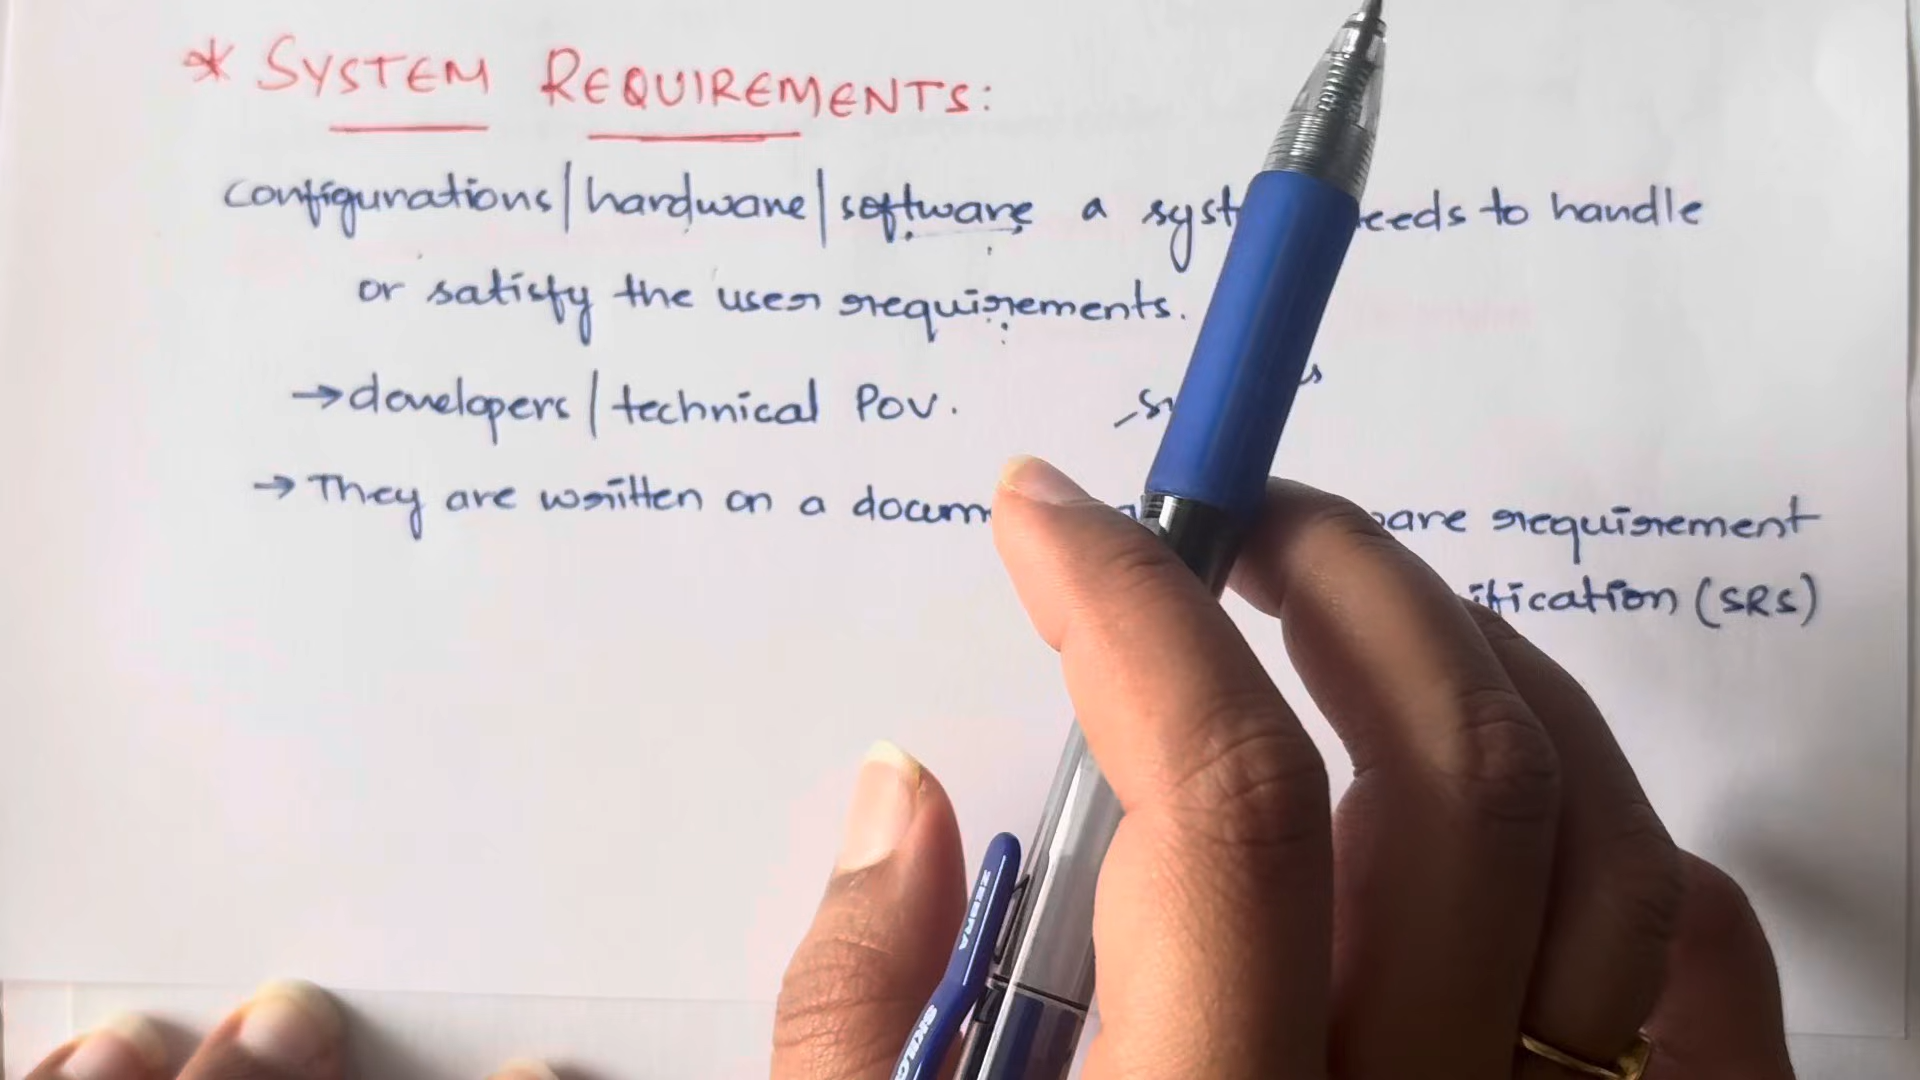 * SYSTEM REQUIREMENTS:
configurations/hardware/software a syst eeds to handle
or satisfy the user requirements.
→ developers/technical POV.
→ They are written on a docum are requirement
ification (SRS)
ZEBRA